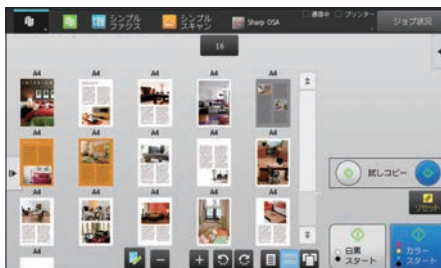 シンプル
ファクス
シンプル
スキャン
Sharp OSA
通信中
プリンター
ジョブ状況
16
A4 A4 A4 A4 A4
A4 A4 A4 A4 A4
A4 A4 A4 A4 A4
A4
試しコピー
リセット
白黒
スタート
カラー
スタート